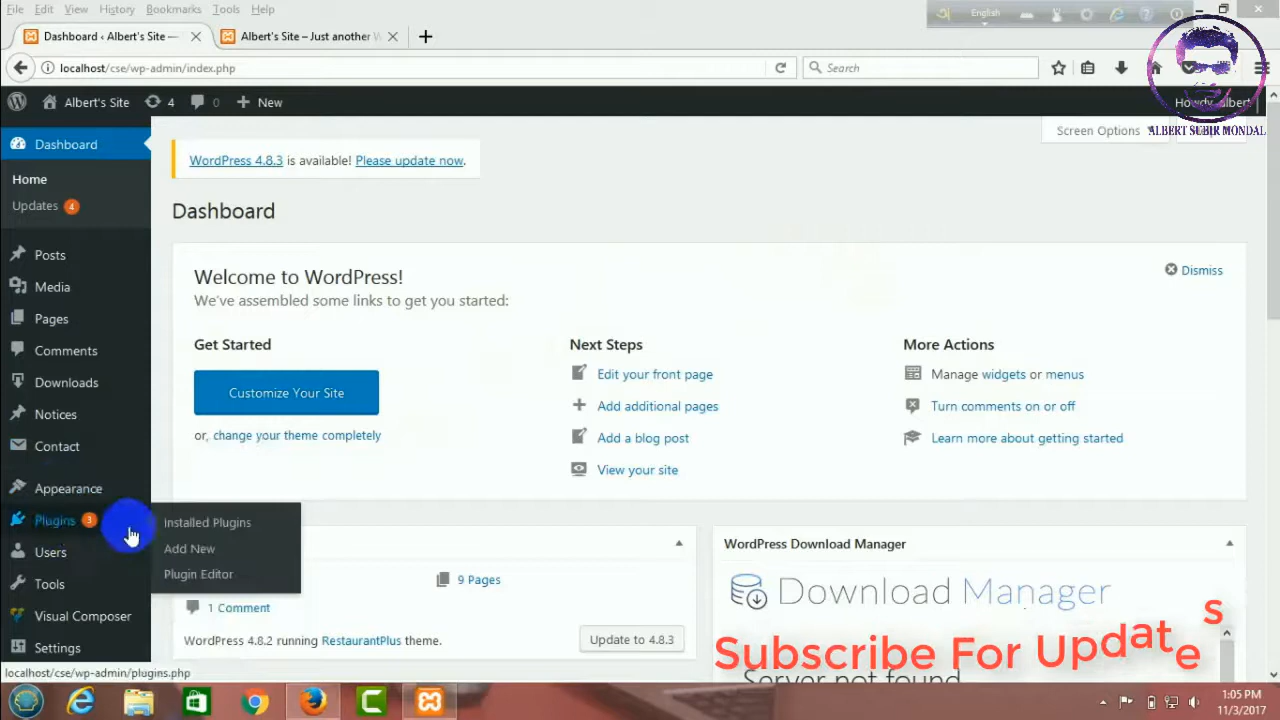 File Edit View History Bookmarks Tools Help
English
Dashboard ‹ Albert's Site —
Albert's Site – Just another W
localhost/cse/wp-admin/index.php
Search
Albert's Site 4 0 New
Howdy, albert
Dashboard
Screen Options
ALBERT SUBIR MONDAL
WordPress 4.8.3 is available! Please update now.
Home
Updates 4
Dashboard
Posts
Media
Pages
Comments
Downloads
Notices
Contact
Appearance
Plugins 3
Users
Tools
Visual Composer
Settings
Installed Plugins
Add New
Plugin Editor
Welcome to WordPress!
Dismiss
We've assembled some links to get you started:
Get Started
Customize Your Site
or, change your theme completely
Next Steps
Edit your front page
Add additional pages
Add a blog post
View your site
More Actions
Manage widgets or menus
Turn comments on or off
Learn more about getting started
9 Pages
1 Comment
WordPress 4.8.2 running RestaurantPlus theme.
Update to 4.8.3
WordPress Download Manager
Download Manager
Subscribe For Updates
Server not found
localhost/cse/wp-admin/plugins.php
1:05 PM
11/3/2017